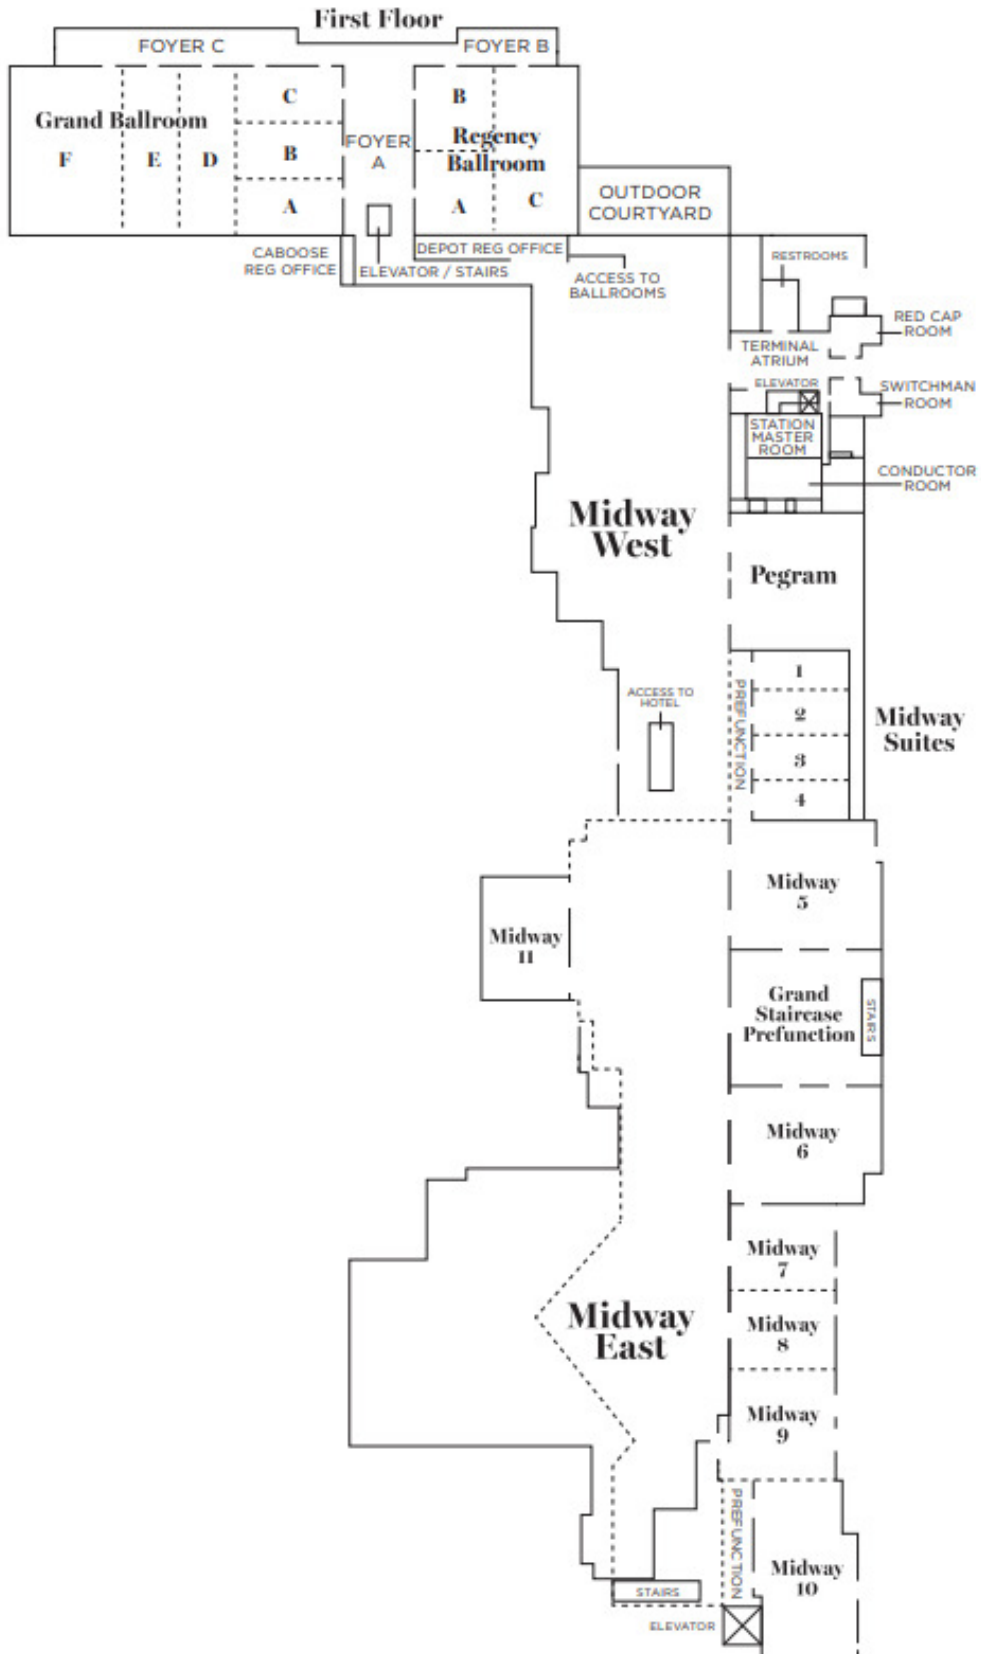 First Floor
FOYER C
FOYER B
Grand Ballroom
F
E
D
C
B
A
FOYER
A
B
Regency
Ballroom
A
C
OUTDOOR
COURTYARD
CABOOSE
REG OFFICE
ELEVATOR / STAIRS
DEPOT REG OFFICE
ACCESS TO
BALLROOMS
RESTROOMS
RED CAP
ROOM
TERMINAL
ATRIUM
ELEVATOR
SWITCHMAN
ROOM
STATION
MASTER
ROOM
CONDUCTOR
ROOM
Midway
West
Pegram
ACCESS TO
HOTEL
PREFUNCTION
1
2
3
4
Midway
Suites
Midway
5
Midway
11
Grand
Staircase
Prefunction
STAIRS
Midway
6
Midway
7
Midway
East
Midway
8
Midway
9
PREFUNCTION
Midway
10
STAIRS
ELEVATOR